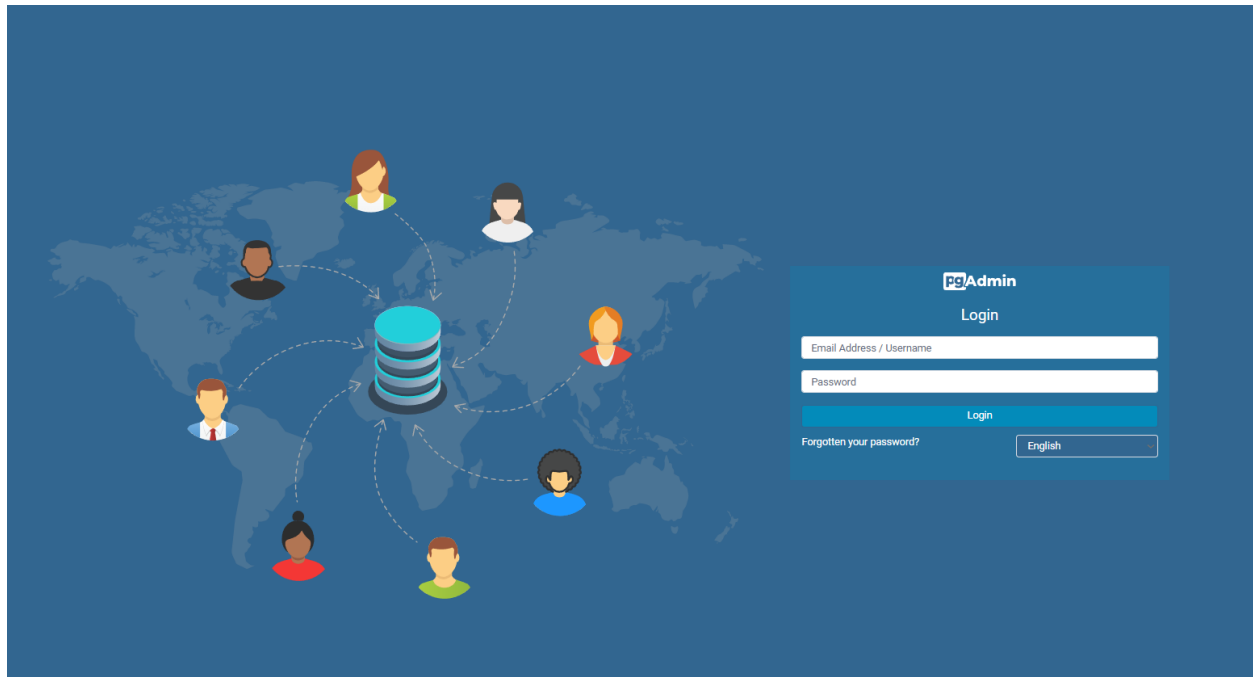 pgAdmin
Login
Email Address / Username
Password
Login
Forgotten your password?
English